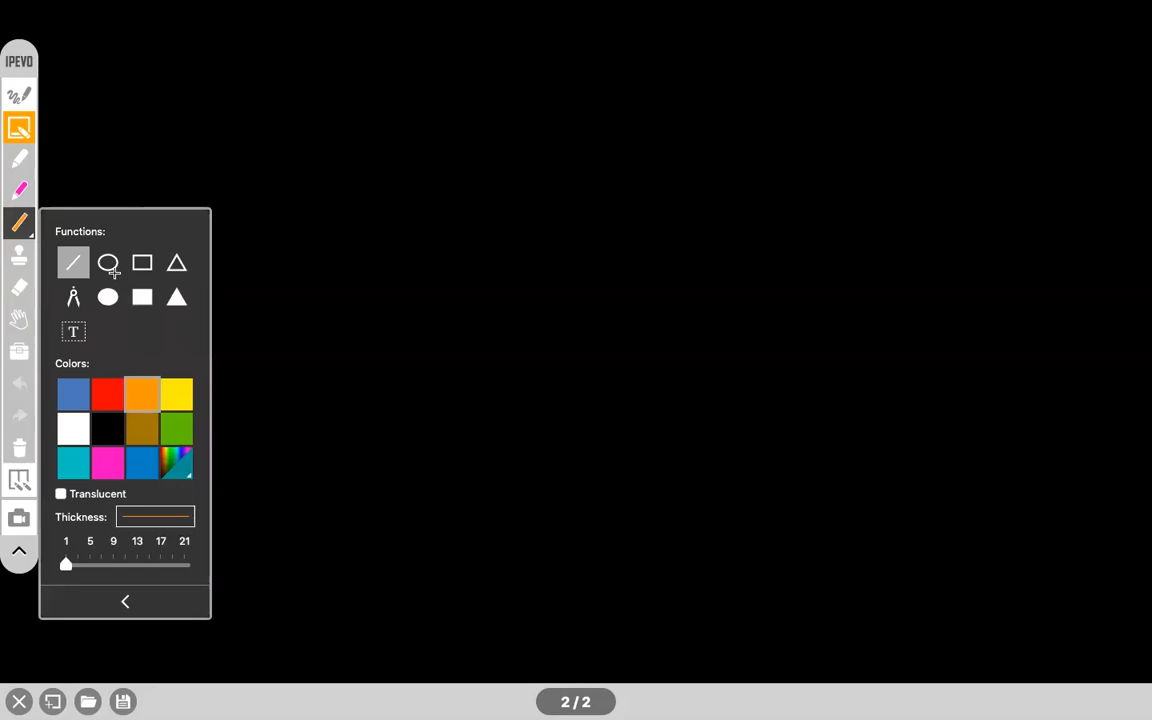 IPEVO
Functions:
T
Colors:
Translucent
Thickness:
1 5 9 13 17 21
2 / 2